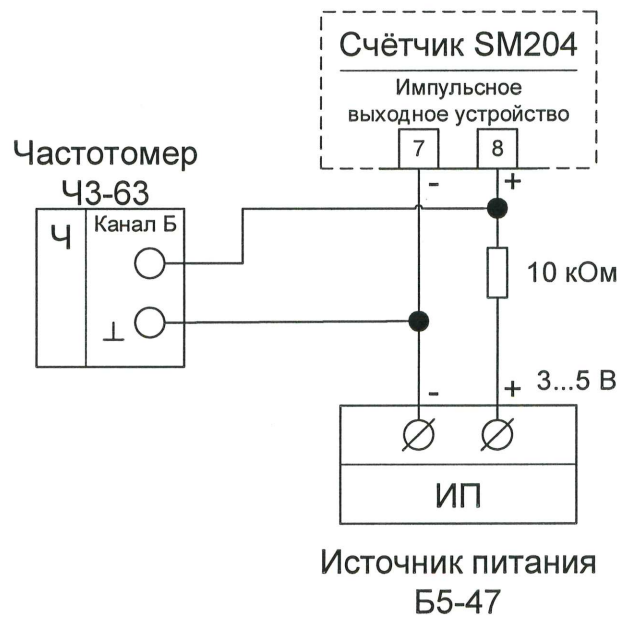 Счётчик SM204
Импульсное
выходное устройство
7 8
- +
Частотомер
Ч3-63
Ч Канал Б
⊥
10 кОм
- + 3...5 В
ИП
Источник питания
Б5-47